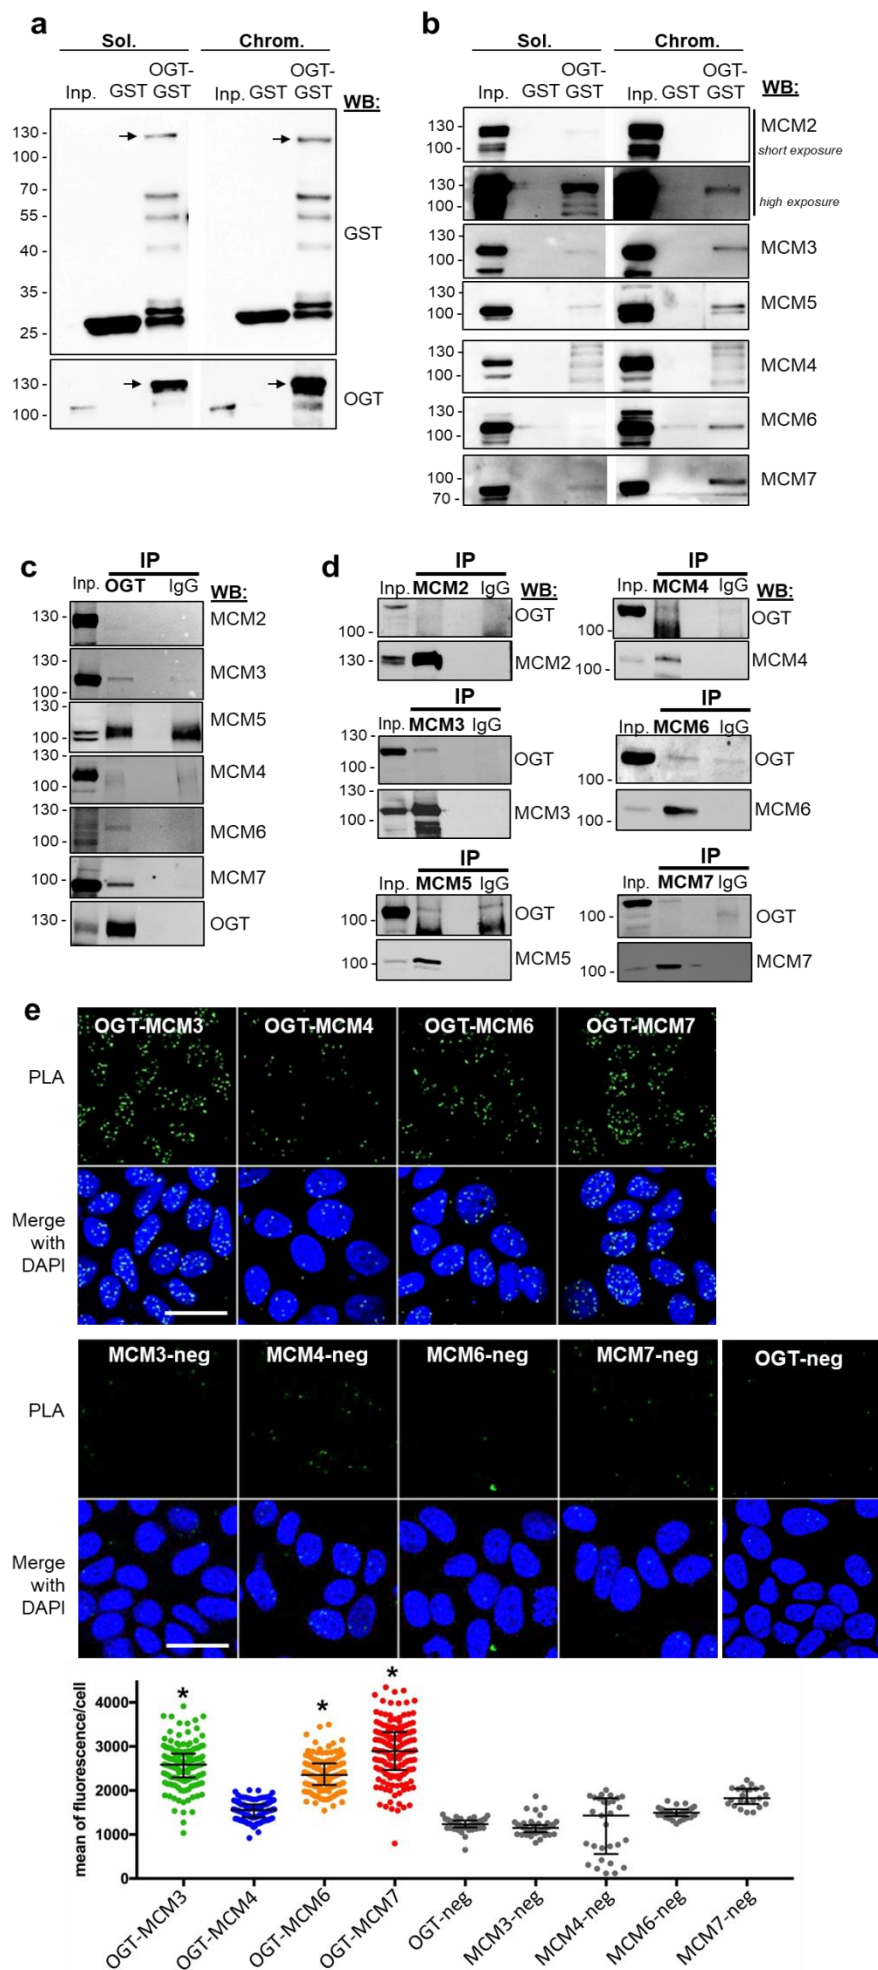 a
Sol. Chrom.
Inp. GST OGT-GST Inp. GST OGT-GST WB:
130 -
100 -
70 -
55 -
40 -
35 -
25 -
GST
130 -
100 -
OGT
b
Sol. Chrom.
Inp. GST OGT-GST Inp. GST OGT-GST WB:
130 -
100 -
MCM2
short exposure
130 -
100 -
high exposure
130 -
100 -
MCM3
130 -
100 -
MCM5
130 -
100 -
MCM4
130 -
100 -
MCM6
100 -
70 -
MCM7
c
IP
Inp. OGT IgG WB:
130 -
MCM2
130 -
100 -
MCM3
130 -
100 -
MCM5
100 -
MCM4
130 -
100 -
MCM6
100 -
MCM7
130 -
OGT
d
IP
Inp. MCM2 IgG WB:
100 -
OGT
130 -
MCM2
IP
Inp. MCM4 IgG WB:
100 -
OGT
100 -
MCM4
IP
Inp. MCM3 IgG
130 -
100 -
OGT
130 -
100 -
MCM3
IP
Inp. MCM6 IgG
100 -
OGT
100 -
MCM6
IP
Inp. MCM5 IgG
100 -
OGT
100 -
MCM5
IP
Inp. MCM7 IgG
100 -
OGT
100 -
MCM7
e
OGT-MCM3 OGT-MCM4 OGT-MCM6 OGT-MCM7
PLA
Merge
with
DAPI
MCM3-neg MCM4-neg MCM6-neg MCM7-neg OGT-neg
PLA
Merge
with
DAPI
mean of fluorescence/cell
4000
3000
2000
1000
0
* * *
OGT-MCM3
OGT-MCM4
OGT-MCM6
OGT-MCM7
OGT-neg
MCM3-neg
MCM4-neg
MCM6-neg
MCM7-neg